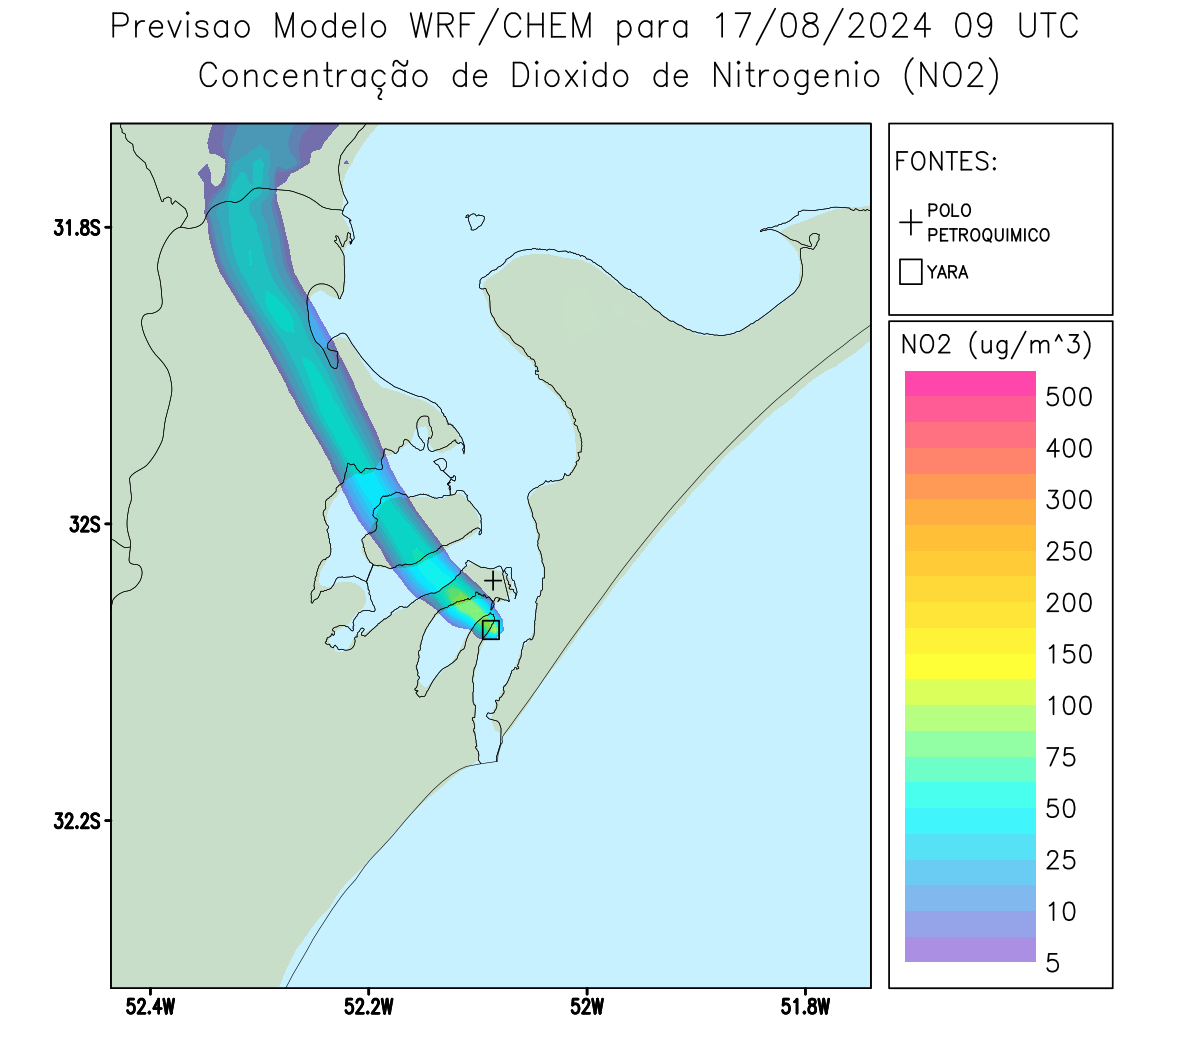 Previsao Modelo WRF/CHEM para 17/08/2024 09 UTC
Concentração de Dioxido de Nitrogenio (NO2)
FONTES:
POLO
PETROQUIMICO
YARA
NO2 (ug/m^3)
500
400
300
250
200
150
100
75
50
25
10
5
31.8S
32S
32.2S
52.4W
52.2W
52W
51.8W